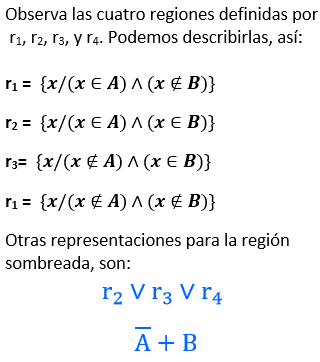 Observa las cuatro regiones definidas por
r₁, r₂, r₃, y r₄. Podemos describirlas, así:
r₁ = {x/(x ∈ A) ∧ (x ∉ B)}
r₂ = {x/(x ∈ A) ∧ (x ∈ B)}
r₃= {x/(x ∉ A) ∧ (x ∈ B)}
r₁ = {x/(x ∉ A) ∧ (x ∉ B)}
Otras representaciones para la región
sombreada, son:
r₂ ∨ r₃ ∨ r₄
A̅ + B